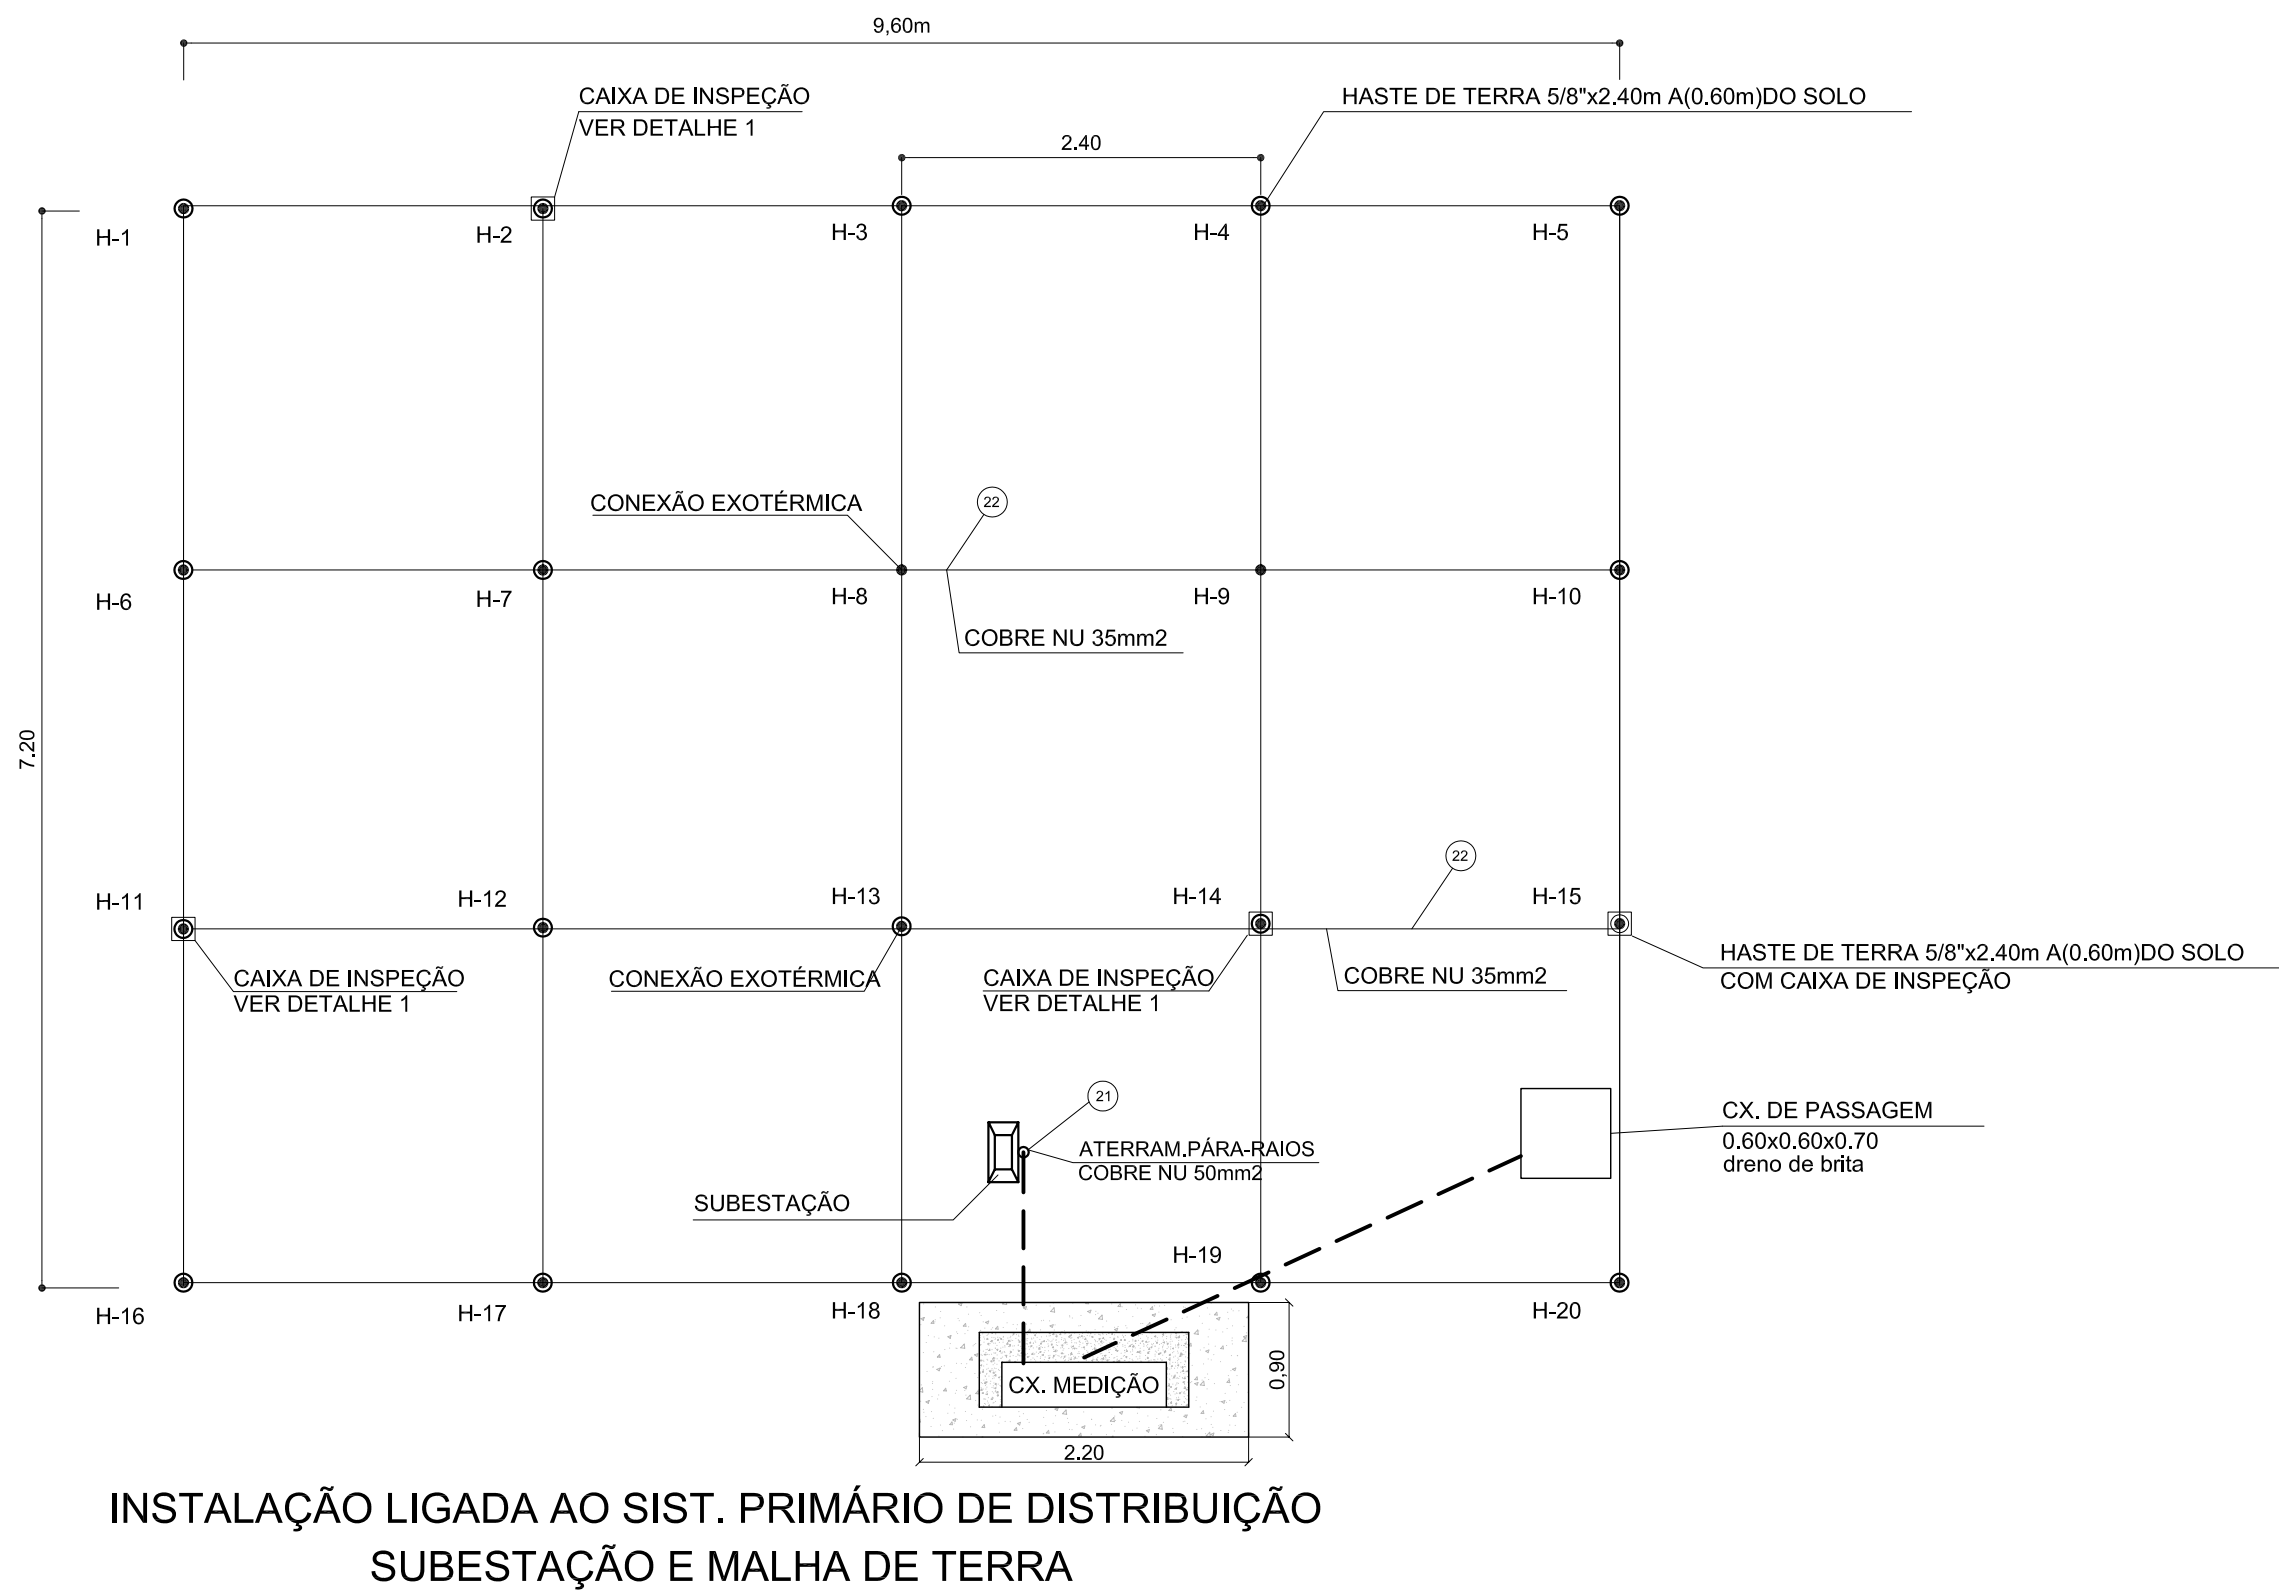 9,60m
CAIXA DE INSPEÇÃO
VER DETALHE 1
HASTE DE TERRA 5/8"x2.40m A(0.60m)DO SOLO
2.40
H-1
H-2
H-3
H-4
H-5
CONEXÃO EXOTÉRMICA
22
H-6
H-7
H-8
H-9
H-10
COBRE NU 35mm2
7.20
22
H-11
H-12
H-13
H-14
H-15
CAIXA DE INSPEÇÃO
VER DETALHE 1
CONEXÃO EXOTÉRMICA
CAIXA DE INSPEÇÃO
VER DETALHE 1
COBRE NU 35mm2
HASTE DE TERRA 5/8"x2.40m A(0.60m)DO SOLO
COM CAIXA DE INSPEÇÃO
21
ATERRAM.PÁRA-RAIOS
COBRE NU 50mm2
SUBESTAÇÃO
CX. DE PASSAGEM
0.60x0.60x0.70
dreno de brita
H-19
H-16
H-17
H-18
H-20
CX. MEDIÇÃO
0,90
2.20
INSTALAÇÃO LIGADA AO SIST. PRIMÁRIO DE DISTRIBUIÇÃO
SUBESTAÇÃO E MALHA DE TERRA